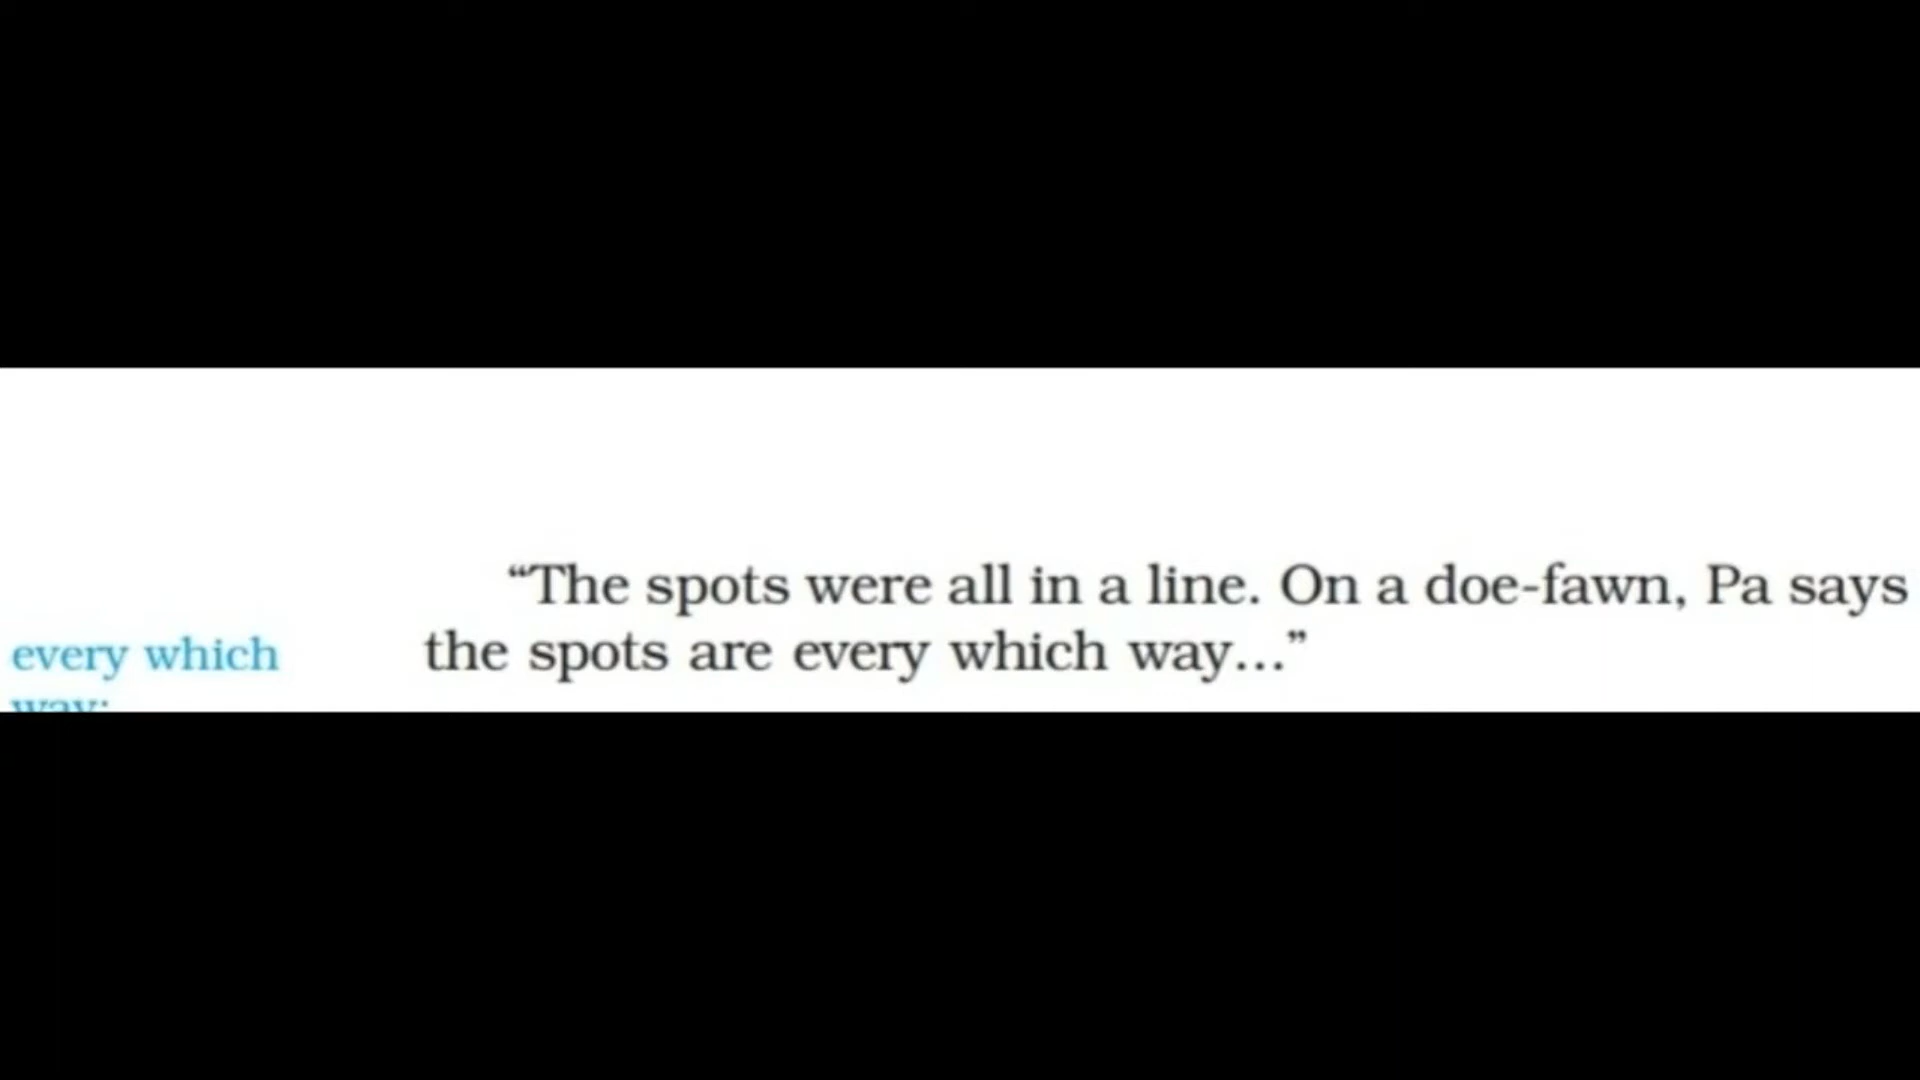 “The spots were all in a line. On a doe-fawn, Pa says
every which
the spots are every which way...”
way: